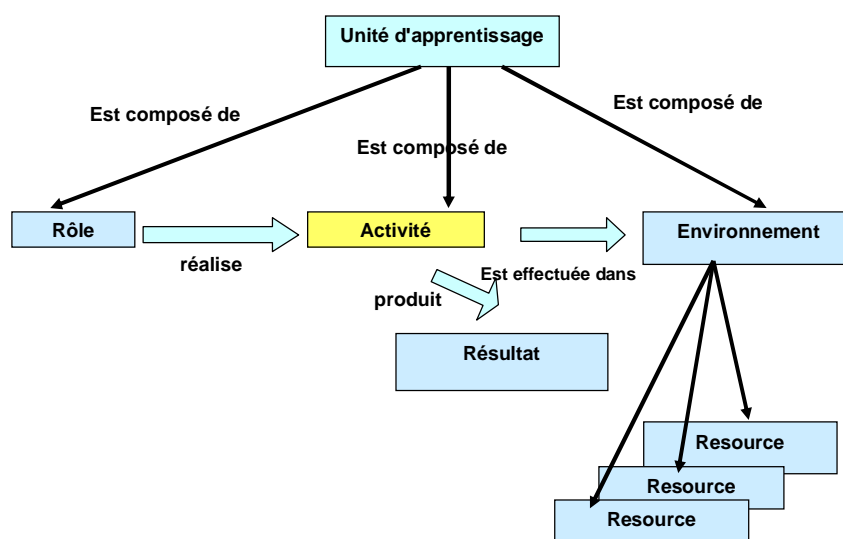 Unité d'apprentissage
Est composé de
Est composé de
Est composé de
Rôle
Activité
Environnement
réalise
Est effectuée dans
produit
Résultat
Resource
Resource
Resource